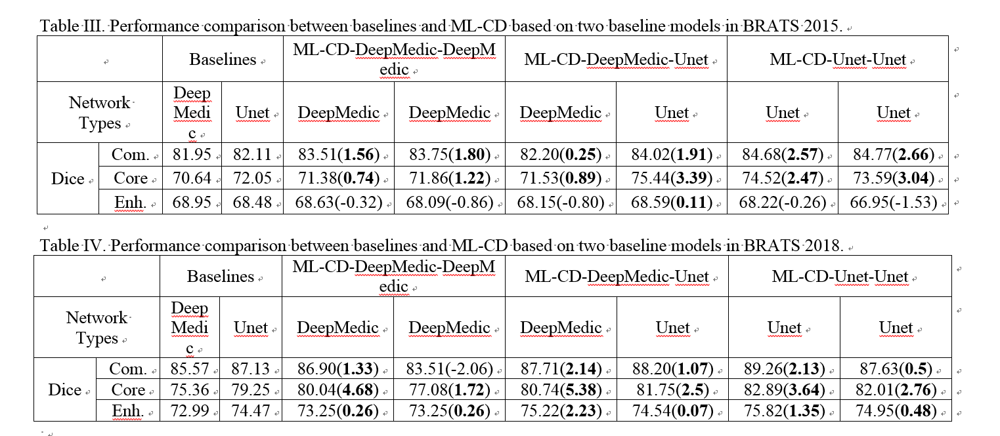 Table III. Performance comparison between baselines and ML-CD based on two baseline models in BRATS 2015.
Baselines ML-CD-DeepMedic-DeepM
edic ML-CD-DeepMedic-Unet ML-CD-Unet-Unet
Network
Types Deep
Medi
c Unet DeepMedic DeepMedic DeepMedic Unet Unet Unet
Dice Com. 81.95 82.11 83.51(1.56) 83.75(1.80) 82.20(0.25) 84.02(1.91) 84.68(2.57) 84.77(2.66)
Core 70.64 72.05 71.38(0.74) 71.86(1.22) 71.53(0.89) 75.44(3.39) 74.52(2.47) 73.59(3.04)
Enh. 68.95 68.48 68.63(-0.32) 68.09(-0.86) 68.15(-0.80) 68.59(0.11) 68.22(-0.26) 66.95(-1.53)
Table IV. Performance comparison between baselines and ML-CD based on two baseline models in BRATS 2018.
Baselines ML-CD-DeepMedic-DeepM
edic ML-CD-DeepMedic-Unet ML-CD-Unet-Unet
Network
Types Deep
Medi
c Unet DeepMedic DeepMedic DeepMedic Unet Unet Unet
Dice Com. 85.57 87.13 86.90(1.33) 83.51(-2.06) 87.71(2.14) 88.20(1.07) 89.26(2.13) 87.63(0.5)
Core 75.36 79.25 80.04(4.68) 77.08(1.72) 80.74(5.38) 81.75(2.5) 82.89(3.64) 82.01(2.76)
Enh. 72.99 74.47 73.25(0.26) 73.25(0.26) 75.22(2.23) 74.54(0.07) 75.82(1.35) 74.95(0.48)